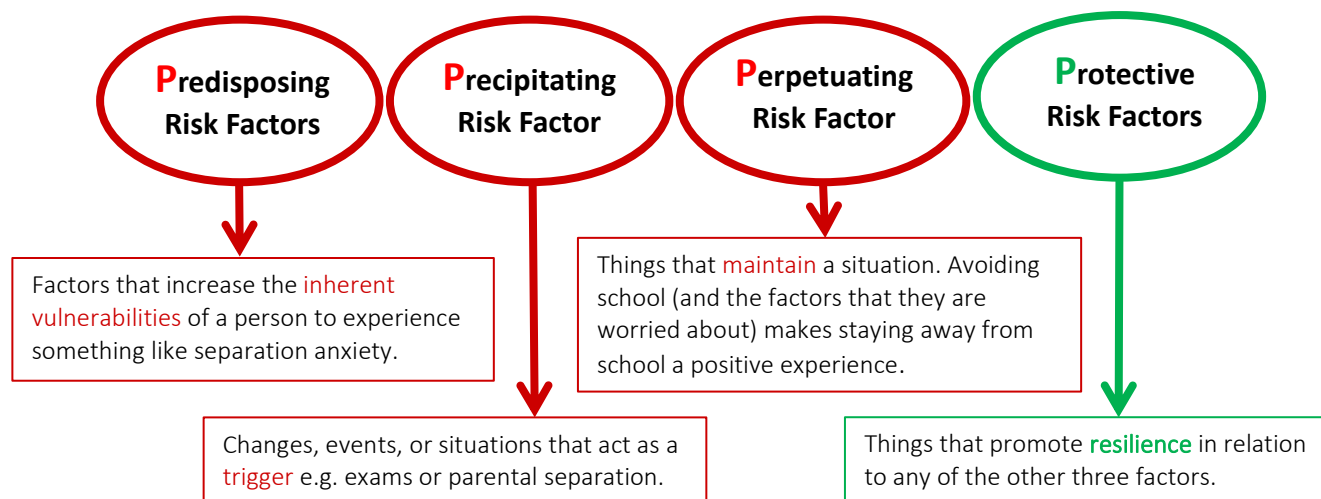 Predisposing
Risk Factors
Precipitating
Risk Factor
Perpetuating
Risk Factor
Protective
Risk Factors
Factors that increase the inherent
vulnerabilities of a person to experience
something like separation anxiety.
Changes, events, or situations that act as a
trigger e.g. exams or parental separation.
Things that maintain a situation. Avoiding
school (and the factors that they are
worried about) makes staying away from
school a positive experience.
Things that promote resilience in relation
to any of the other three factors.